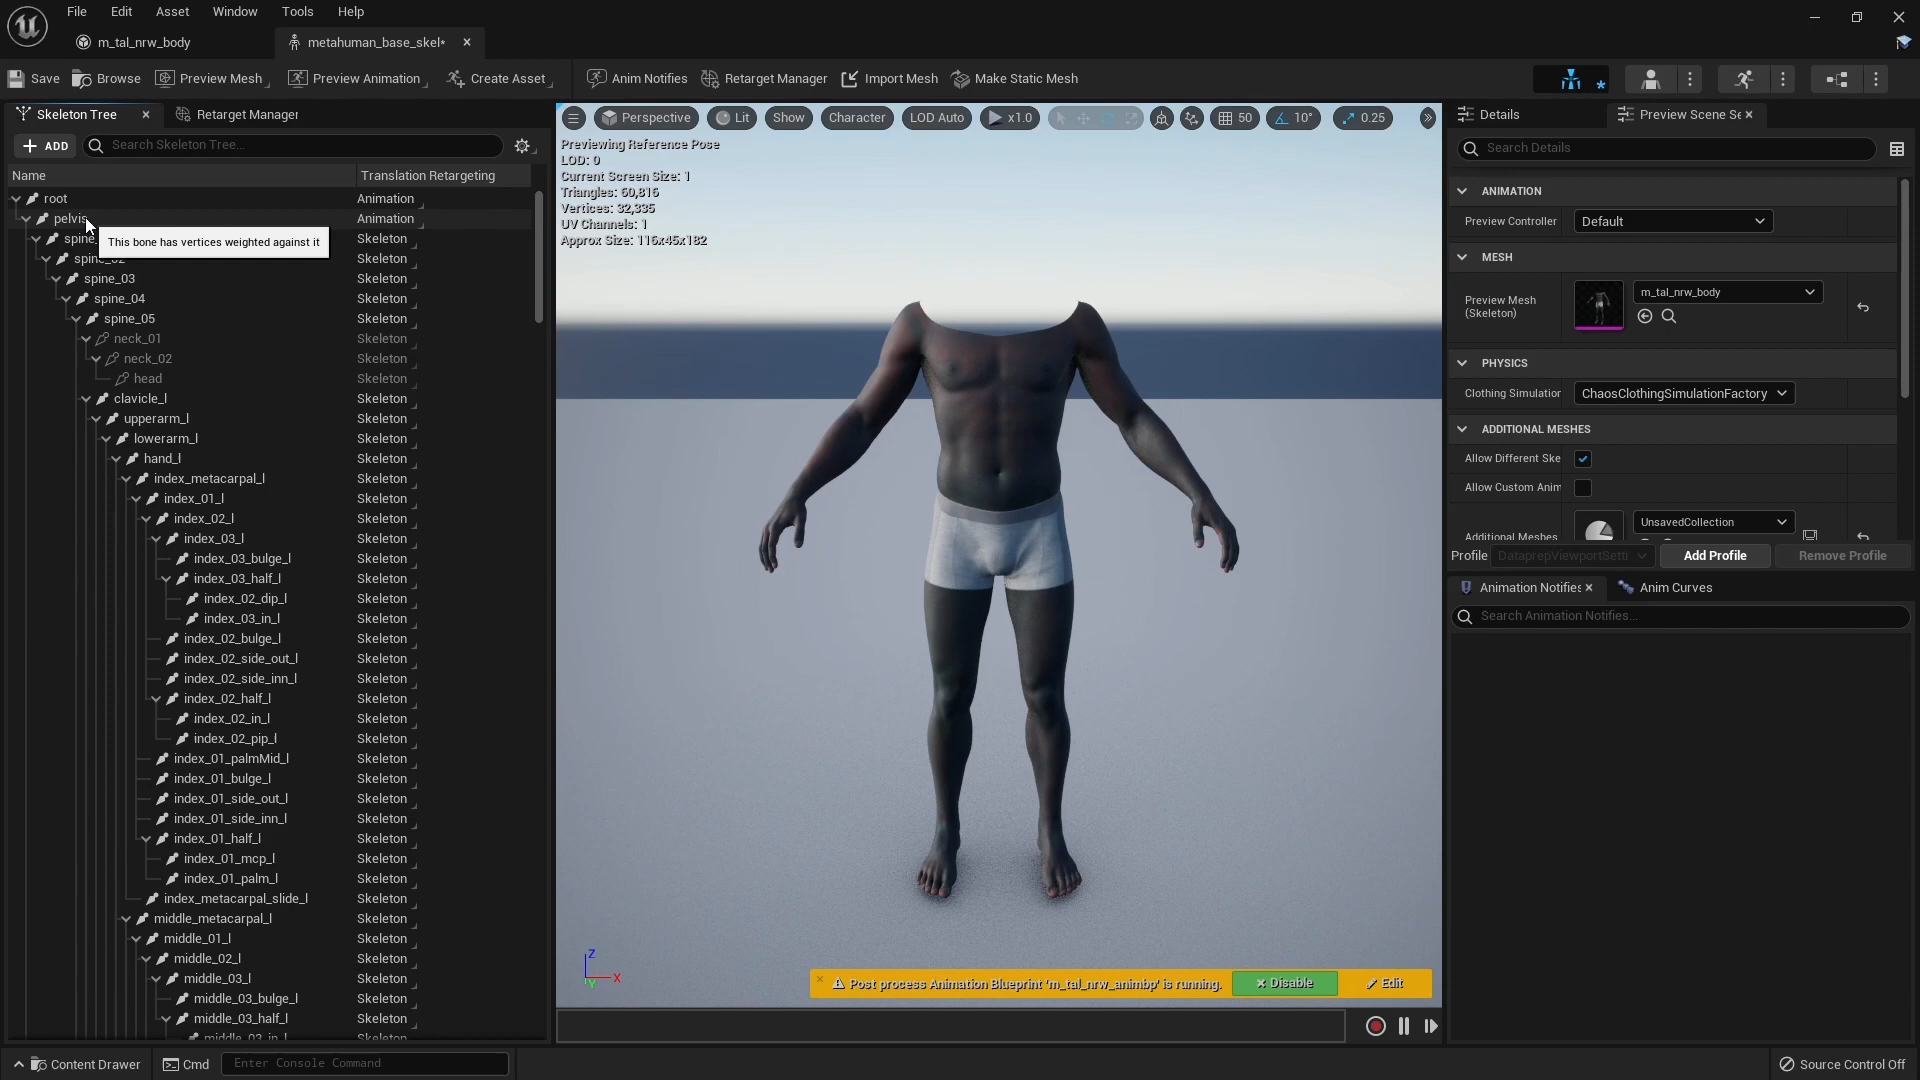 File Edit Asset Window Tools Help
m_tal_nrw_body
metahuman_base_skel*
Save Browse Preview Mesh Preview Animation Create Asset Anim Notifies Retarget Manager Import Mesh Make Static Mesh
Skeleton Tree
Retarget Manager
ADD
Search Skeleton Tree...
Name Translation Retargeting
root Animation
pelvis Animation
spine_ Skeleton
This bone has vertices weighted against it
spine_02 Skeleton
spine_03 Skeleton
spine_04 Skeleton
spine_05 Skeleton
neck_01 Skeleton
neck_02 Skeleton
head Skeleton
clavicle_l Skeleton
upperarm_l Skeleton
lowerarm_l Skeleton
hand_l Skeleton
index_metacarpal_l Skeleton
index_01_l Skeleton
index_02_l Skeleton
index_03_l Skeleton
index_03_bulge_l Skeleton
index_03_half_l Skeleton
index_02_dip_l Skeleton
index_03_in_l Skeleton
index_02_bulge_l Skeleton
index_02_side_out_l Skeleton
index_02_side_inn_l Skeleton
index_02_half_l Skeleton
index_02_in_l Skeleton
index_02_pip_l Skeleton
index_01_palmMid_l Skeleton
index_01_bulge_l Skeleton
index_01_side_out_l Skeleton
index_01_side_inn_l Skeleton
index_01_half_l Skeleton
index_01_mcp_l Skeleton
index_01_palm_l Skeleton
index_metacarpal_slide_l Skeleton
middle_metacarpal_l Skeleton
middle_01_l Skeleton
middle_02_l Skeleton
middle_03_l Skeleton
middle_03_bulge_l Skeleton
middle_03_half_l Skeleton
middle_03_in_l Skeleton
Perspective Lit Show Character LOD Auto x1.0 50 10° 0.25
Previewing Reference Pose
LOD: 0
Current Screen Size: 1
Triangles: 60,816
Vertices: 32,335
UV Channels: 1
Approx Size: 116x45x182
Z
X
Y
Post process Animation Blueprint 'm_tal_nrw_animbp' is running.
Disable
Edit
Details
Preview Scene Se
Search Details
ANIMATION
Preview Controller Default
MESH
Preview Mesh
(Skeleton)
m_tal_nrw_body
PHYSICS
Clothing Simulation ChaosClothingSimulationFactory
ADDITIONAL MESHES
Allow Different Ske
Allow Custom Anim
Additional Meshes UnsavedCollection
Profile DataprepViewportSetti Add Profile Remove Profile
Animation Notifies
Anim Curves
Search Animation Notifies...
Content Drawer Cmd Enter Console Command Source Control Off